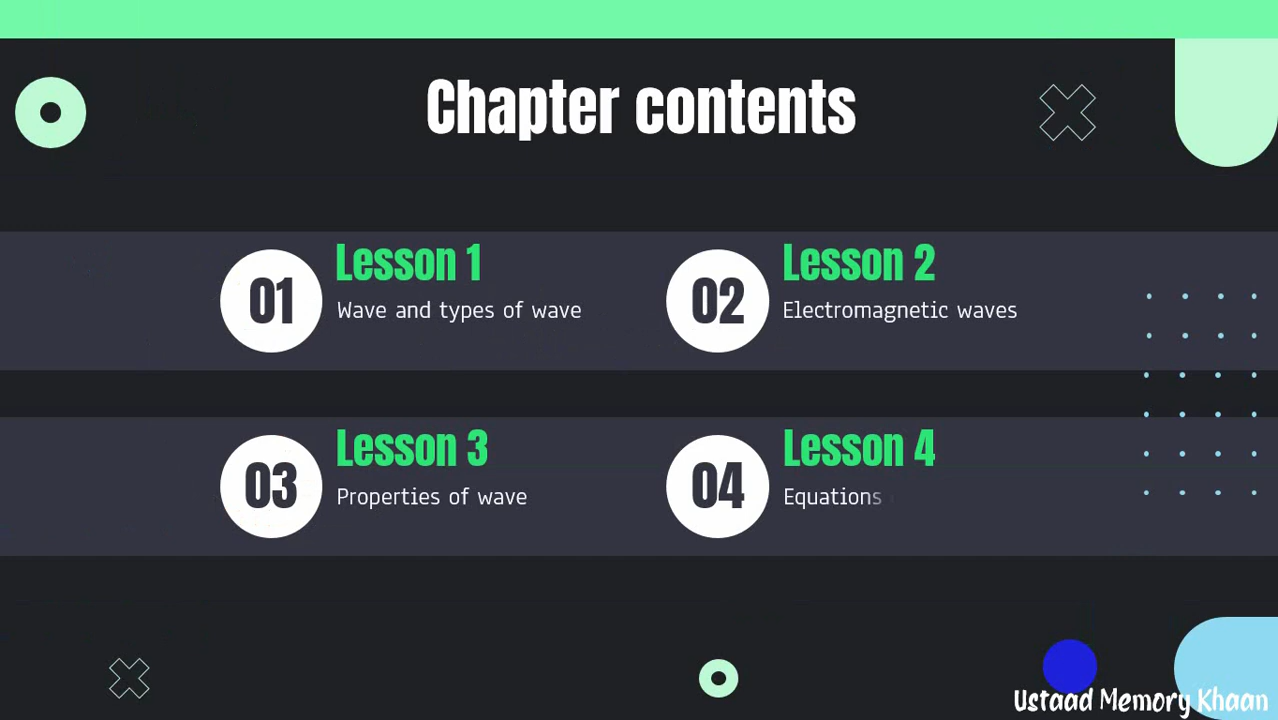 Chapter contents
01
Lesson 1
Wave and types of wave
02
Lesson 2
Electromagnetic waves
03
Lesson 3
Properties of wave
04
Lesson 4
Equations
Ustaad Memory Khaan